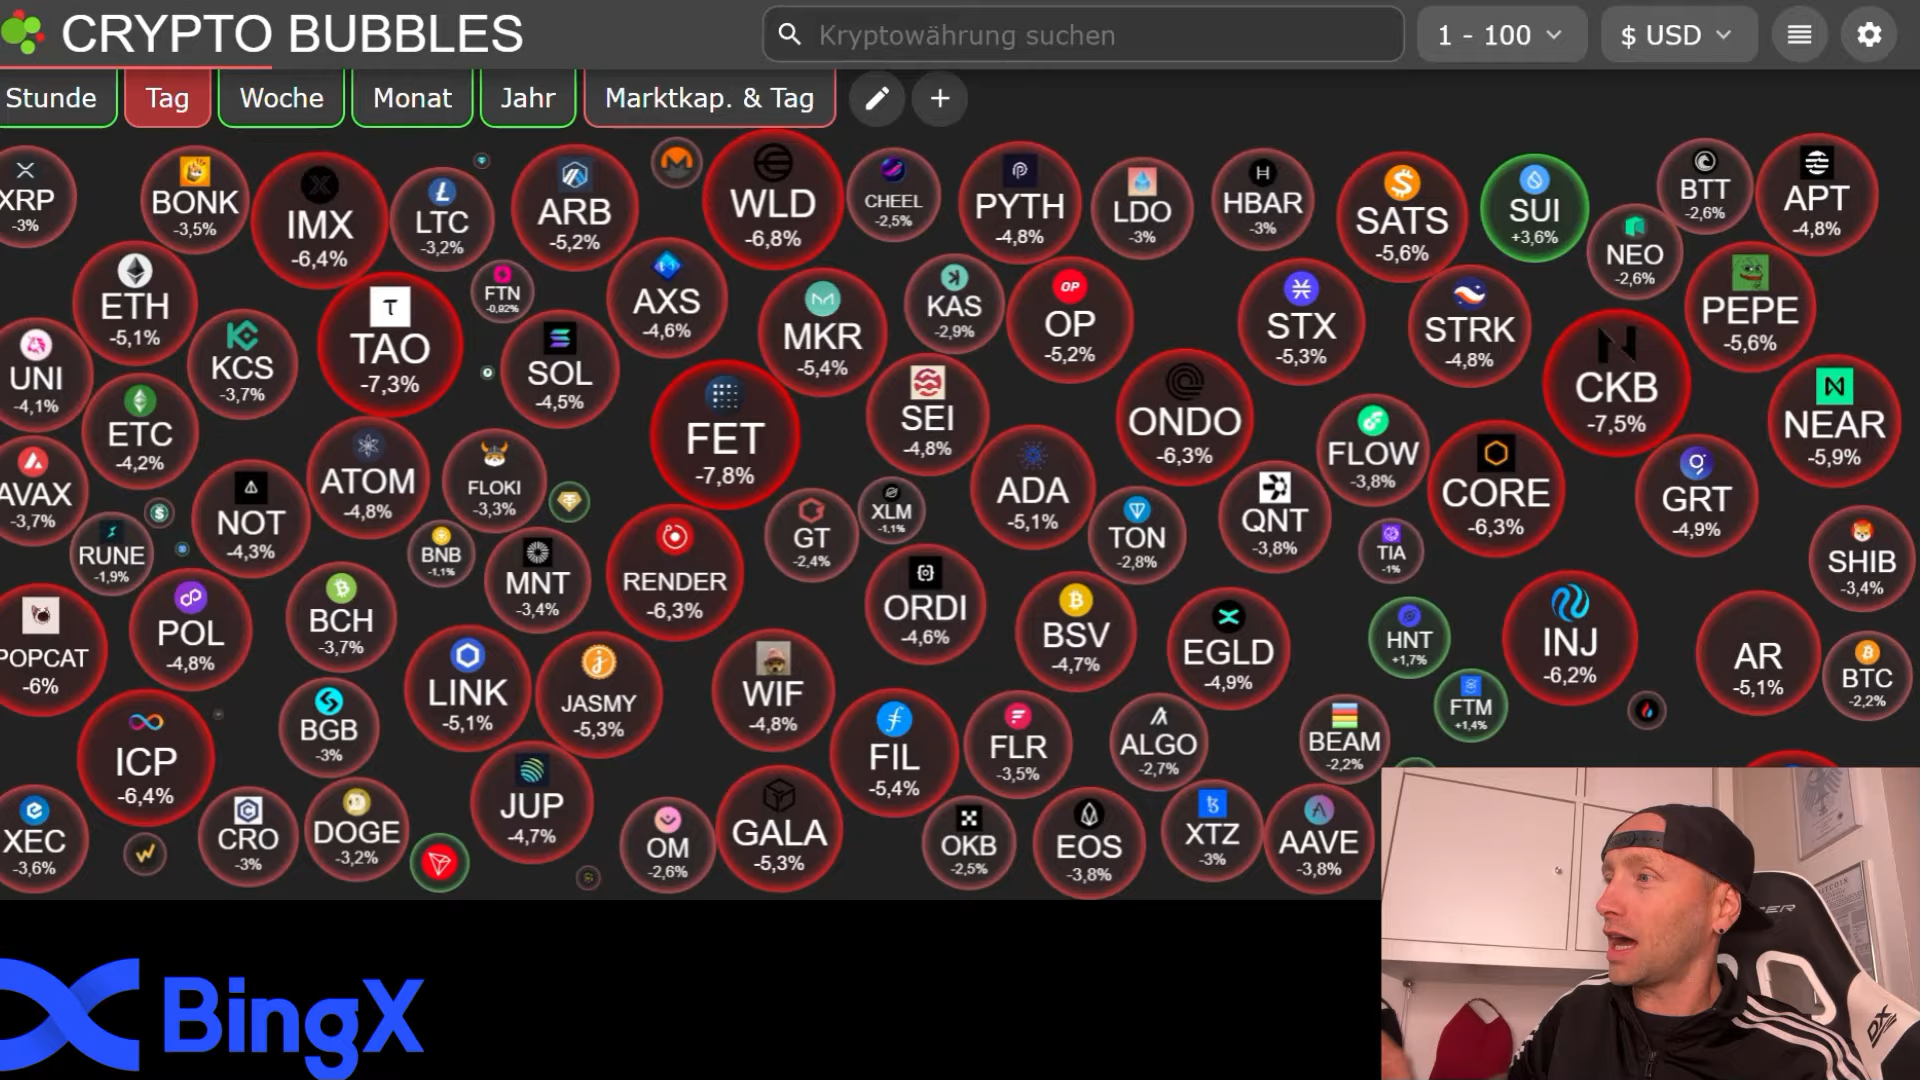 CRYPTO BUBBLES
Kryptowährung suchen
1 - 100
$ USD
Stunde
Tag
Woche
Monat
Jahr
Marktkap. & Tag
XRP
-3%
BONK
-3,5%
IMX
-6,4%
LTC
-3,2%
ARB
-5,2%
WLD
-6,8%
CHEEL
-2,5%
PYTH
-4,8%
LDO
-3%
HBAR
-3%
SATS
-5,6%
SUI
+3,6%
BTT
-2,6%
APT
-4,8%
NEO
-2,6%
ETH
-5,1%
FTN
-0,92%
AXS
-4,6%
KAS
-2,9%
OP
OP
-5,2%
STX
-5,3%
STRK
-4,8%
PEPE
-5,6%
UNI
-4,1%
KCS
-3,7%
TAO
-7,3%
SOL
-4,5%
MKR
-5,4%
CKB
-7,5%
ETC
-4,2%
FET
-7,8%
SEI
-4,8%
ONDO
-6,3%
NEAR
-5,9%
AVAX
-3,7%
ATOM
-4,8%
FLOKI
-3,3%
ADA
-5,1%
FLOW
-3,8%
CORE
-6,3%
GRT
-4,9%
RUNE
-1,9%
NOT
-4,3%
BNB
-1,1%
GT
-2,4%
XLM
-1,1%
TON
-2,8%
QNT
-3,8%
TIA
-1%
SHIB
-3,4%
MNT
-3,4%
RENDER
-6,3%
ORDI
-4,6%
POPCAT
-6%
POL
-4,8%
BCH
-3,7%
BSV
-4,7%
EGLD
-4,9%
HNT
+1,7%
INJ
-6,2%
AR
-5,1%
BTC
-2,2%
LINK
-5,1%
JASMY
-5,3%
WIF
-4,8%
FTM
+1,4%
ICP
-6,4%
BGB
-3%
FIL
-5,4%
FLR
-3,5%
ALGO
-2,7%
BEAM
-2,2%
XEC
-3,6%
CRO
-3%
DOGE
-3,2%
JUP
-4,7%
OM
-2,6%
GALA
-5,3%
OKB
-2,5%
EOS
-3,8%
XTZ
-3%
AAVE
-3,8%
BingX